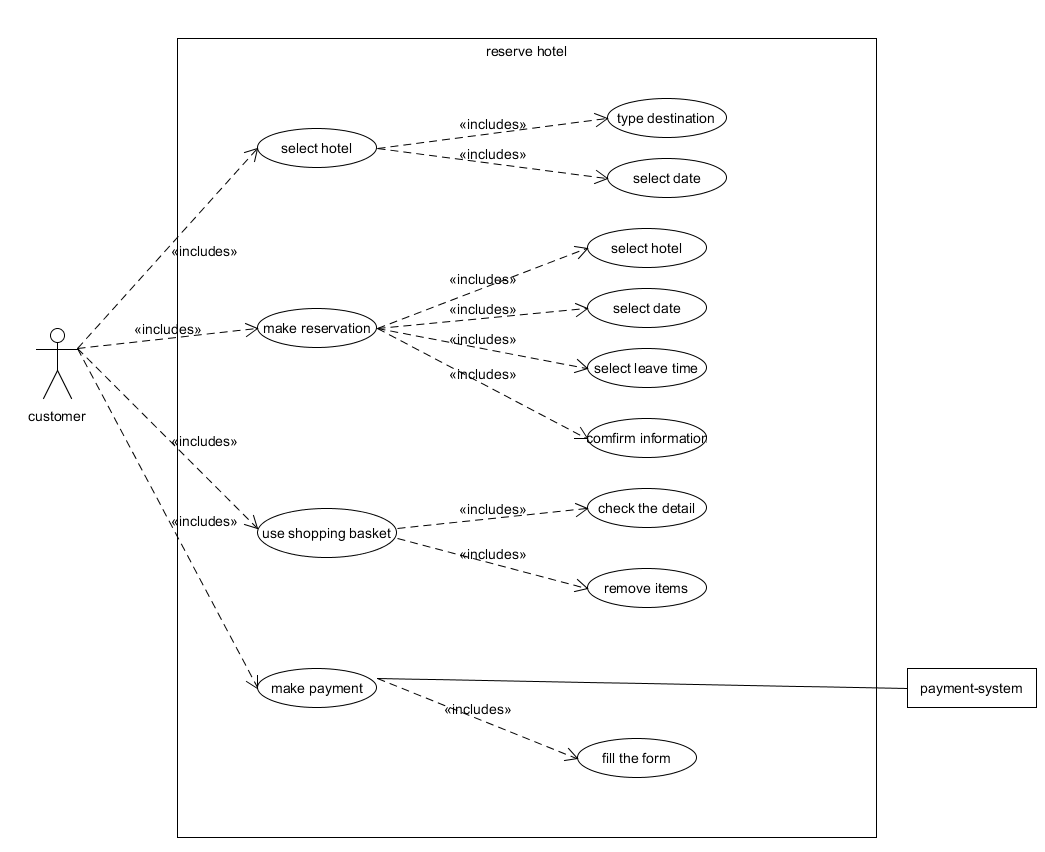 reserve hotel
«includes»
type destination
select hotel
«includes»
select date
«includes»
select hotel
«includes»
«includes»
select date
«includes»
make reservation
«includes»
select leave time
«includes»
customer
comfirm information
«includes»
«includes»
check the detail
«includes»
use shopping basket
«includes»
remove items
make payment
payment-system
«includes»
fill the form